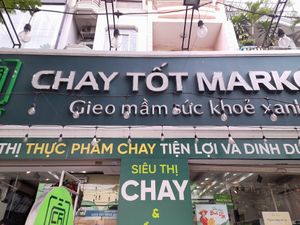 CHAY TỐT MARK
Gieo mầm sức khoẻ xanh
THỊ THỰC PHẨM CHAY TIỆN LỢI VÀ DINH DƯ
SIÊU THỊ
CHAY
&